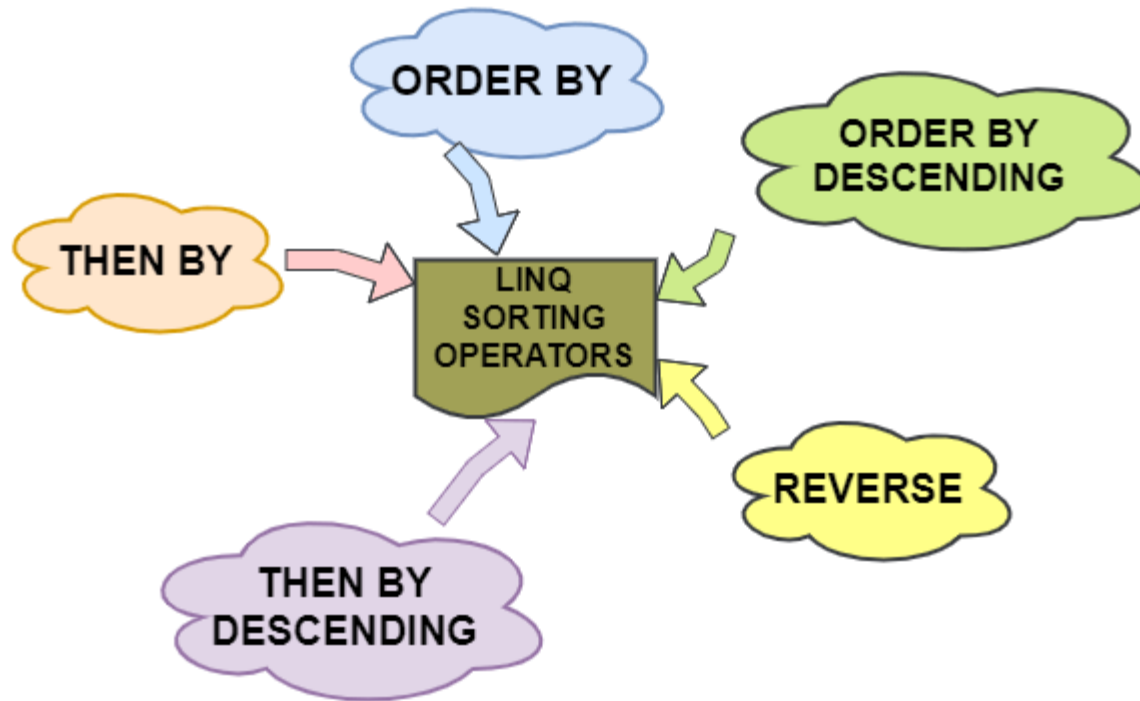 ORDER BY
ORDER BY
DESCENDING
THEN BY
LINQ
SORTING
OPERATORS
REVERSE
THEN BY
DESCENDING